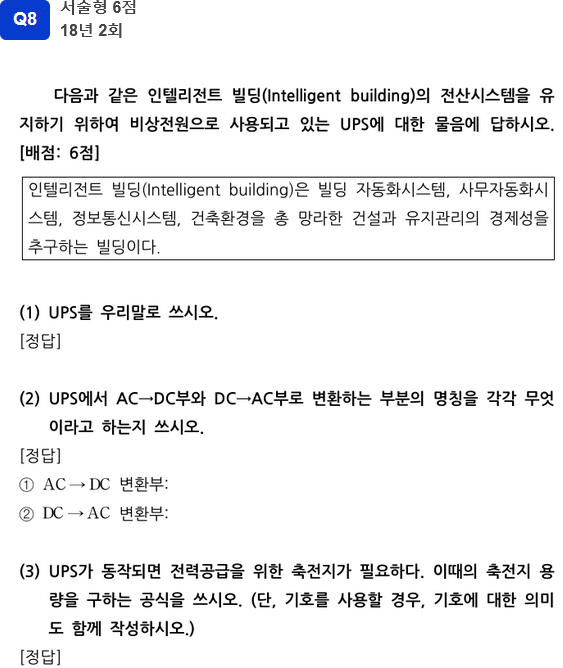 Q8
서술형 6점
18년 2회
다음과 같은 인텔리전트 빌딩(Intelligent building)의 전산시스템을 유
지하기 위하여 비상전원으로 사용되고 있는 UPS에 대한 물음에 답하시오.
[배점: 6점]
인텔리전트 빌딩(Intelligent building)은 빌딩 자동화시스템, 사무자동화시
스템, 정보통신시스템, 건축환경을 총 망라한 건설과 유지관리의 경제성을
추구하는 빌딩이다.
(1) UPS를 우리말로 쓰시오.
[정답]
(2) UPS에서 AC→DC부와 DC→AC부로 변환하는 부분의 명칭을 각각 무엇
이라고 하는지 쓰시오.
[정답]
① AC → DC 변환부:
② DC → AC 변환부:
(3) UPS가 동작되면 전력공급을 위한 축전지가 필요하다. 이때의 축전지 용
량을 구하는 공식을 쓰시오. (단, 기호를 사용할 경우, 기호에 대한 의미
도 함께 작성하시오.)
[정답]